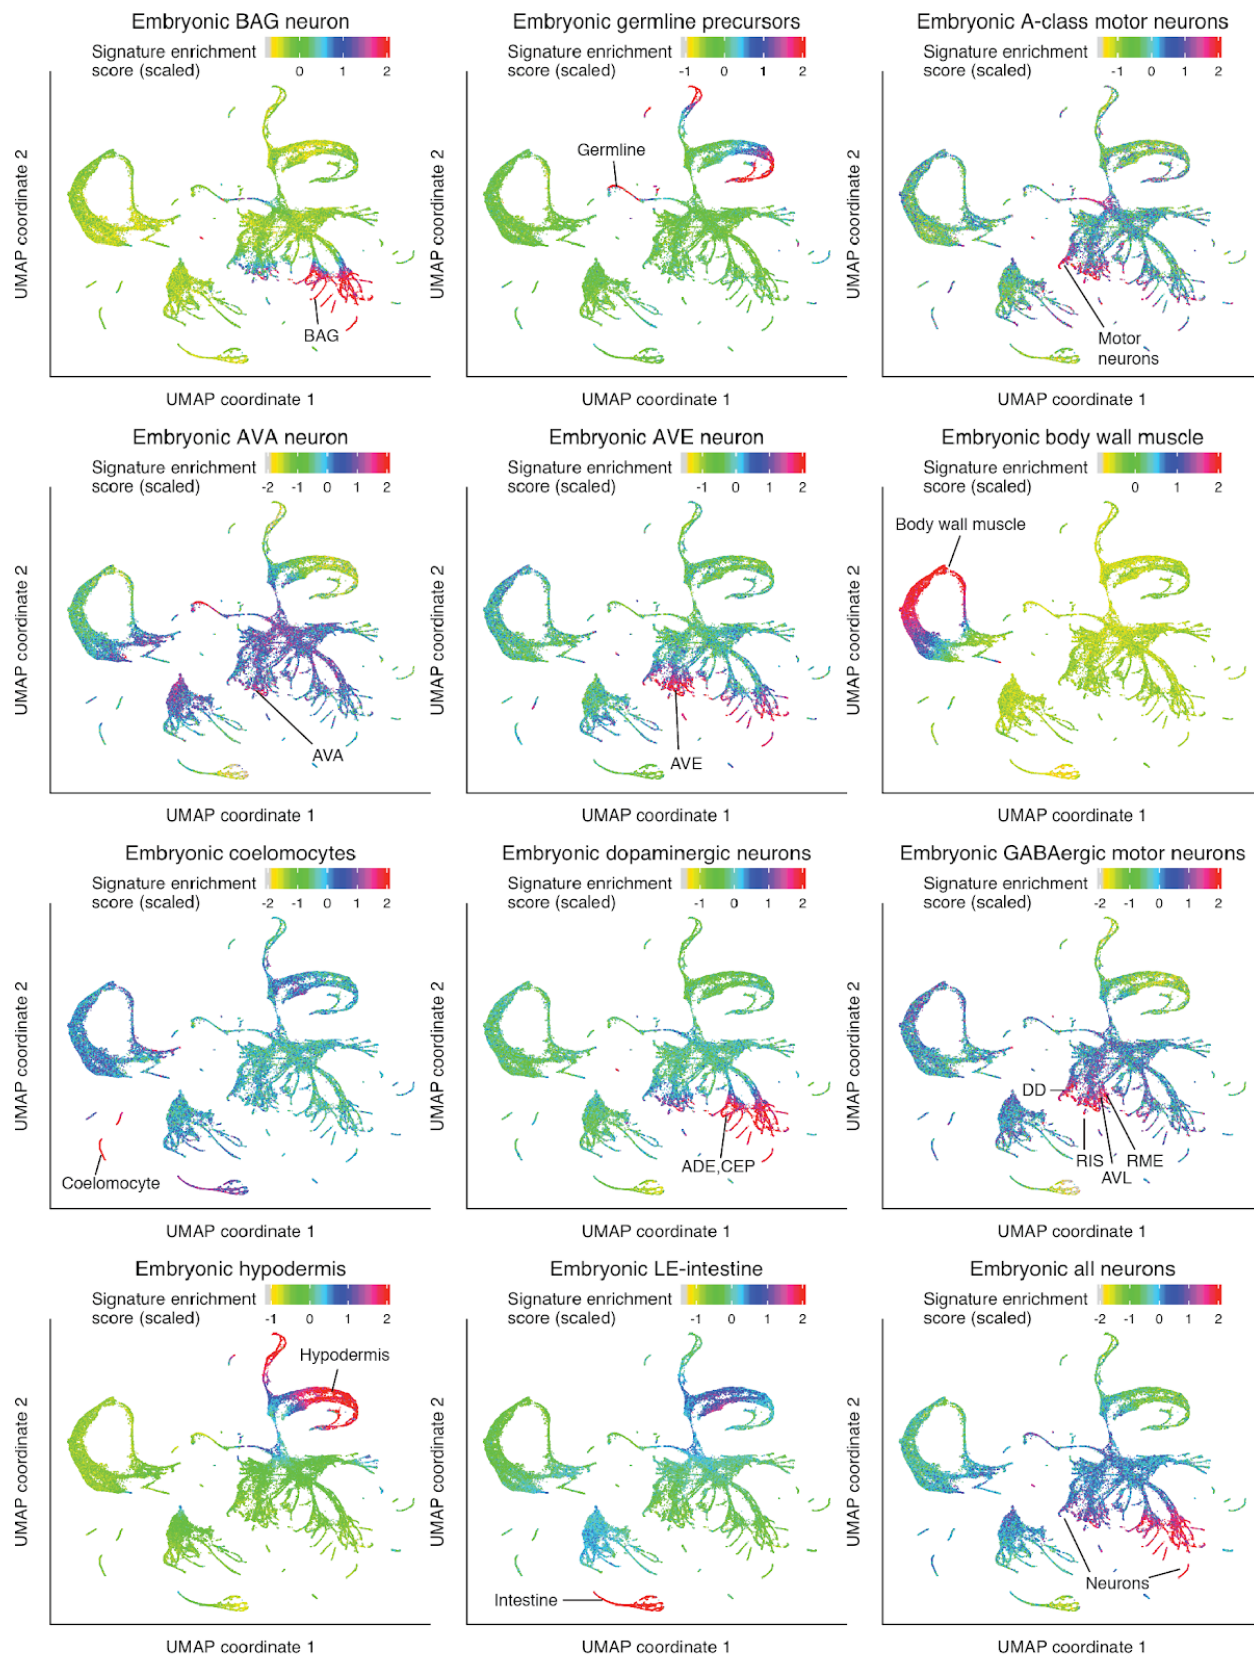 Embryonic BAG neuron
Signature enrichment
score (scaled)
0 1 2
BAG
UMAP coordinate 2
UMAP coordinate 1
Embryonic germline precursors
Signature enrichment
score (scaled)
-1 0 1 2
Germline
UMAP coordinate 2
UMAP coordinate 1
Embryonic A-class motor neurons
Signature enrichment
score (scaled)
-1 0 1 2
Motor
neurons
UMAP coordinate 2
UMAP coordinate 1
Embryonic AVA neuron
Signature enrichment
score (scaled)
-2 -1 0 1 2
AVA
UMAP coordinate 2
UMAP coordinate 1
Embryonic AVE neuron
Signature enrichment
score (scaled)
-1 0 1 2
AVE
UMAP coordinate 2
UMAP coordinate 1
Embryonic body wall muscle
Signature enrichment
score (scaled)
0 1 2
Body wall muscle
UMAP coordinate 2
UMAP coordinate 1
Embryonic coelomocytes
Signature enrichment
score (scaled)
-2 -1 0 1 2
Coelomocyte
UMAP coordinate 2
UMAP coordinate 1
Embryonic dopaminergic neurons
Signature enrichment
score (scaled)
-1 0 1 2
ADE,CEP
UMAP coordinate 2
UMAP coordinate 1
Embryonic GABAergic motor neurons
Signature enrichment
score (scaled)
-2 -1 0 1 2
DD
RIS RME
AVL
UMAP coordinate 2
UMAP coordinate 1
Embryonic hypodermis
Signature enrichment
score (scaled)
-1 0 1 2
Hypodermis
UMAP coordinate 2
UMAP coordinate 1
Embryonic LE-intestine
Signature enrichment
score (scaled)
-1 0 1 2
Intestine
UMAP coordinate 2
UMAP coordinate 1
Embryonic all neurons
Signature enrichment
score (scaled)
-2 -1 0 1 2
Neurons
UMAP coordinate 2
UMAP coordinate 1